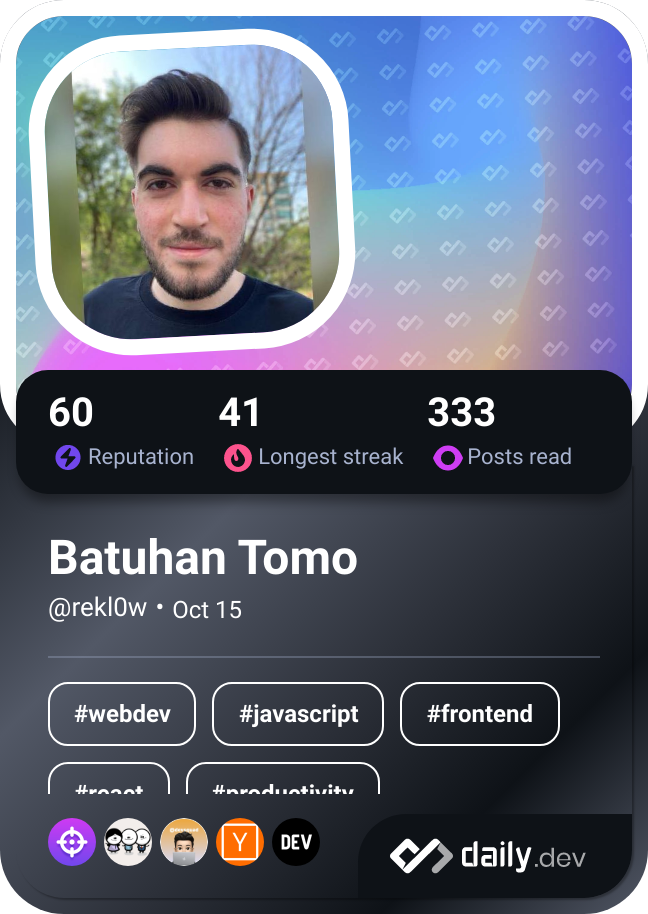 60 41 333
Reputation Longest streak Posts read
Batuhan Tomo
@rekl0w • Oct 15
#webdev #javascript #frontend
#react #productivity
Y DEV
daily.dev